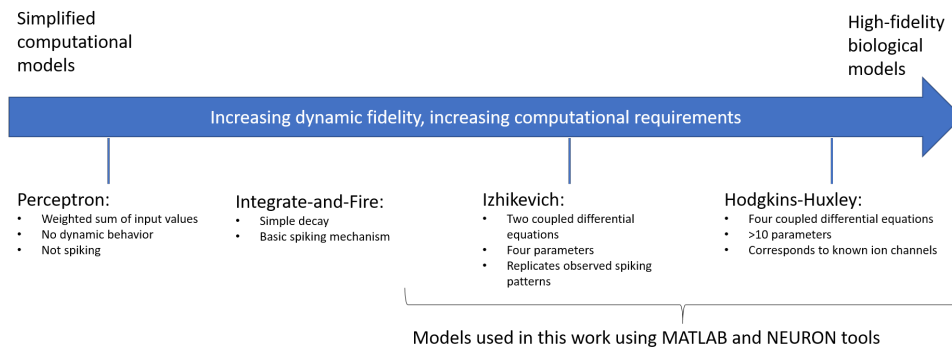 Simplified
computational
models
High-fidelity
biological
models
Increasing dynamic fidelity, increasing computational requirements
Perceptron:
• Weighted sum of input values
• No dynamic behavior
• Not spiking
Integrate-and-Fire:
• Simple decay
• Basic spiking mechanism
Izhikevich:
• Two coupled differential
equations
• Four parameters
• Replicates observed spiking
patterns
Hodgkins-Huxley:
• Four coupled differential equations
• >10 parameters
• Corresponds to known ion channels
Models used in this work using MATLAB and NEURON tools